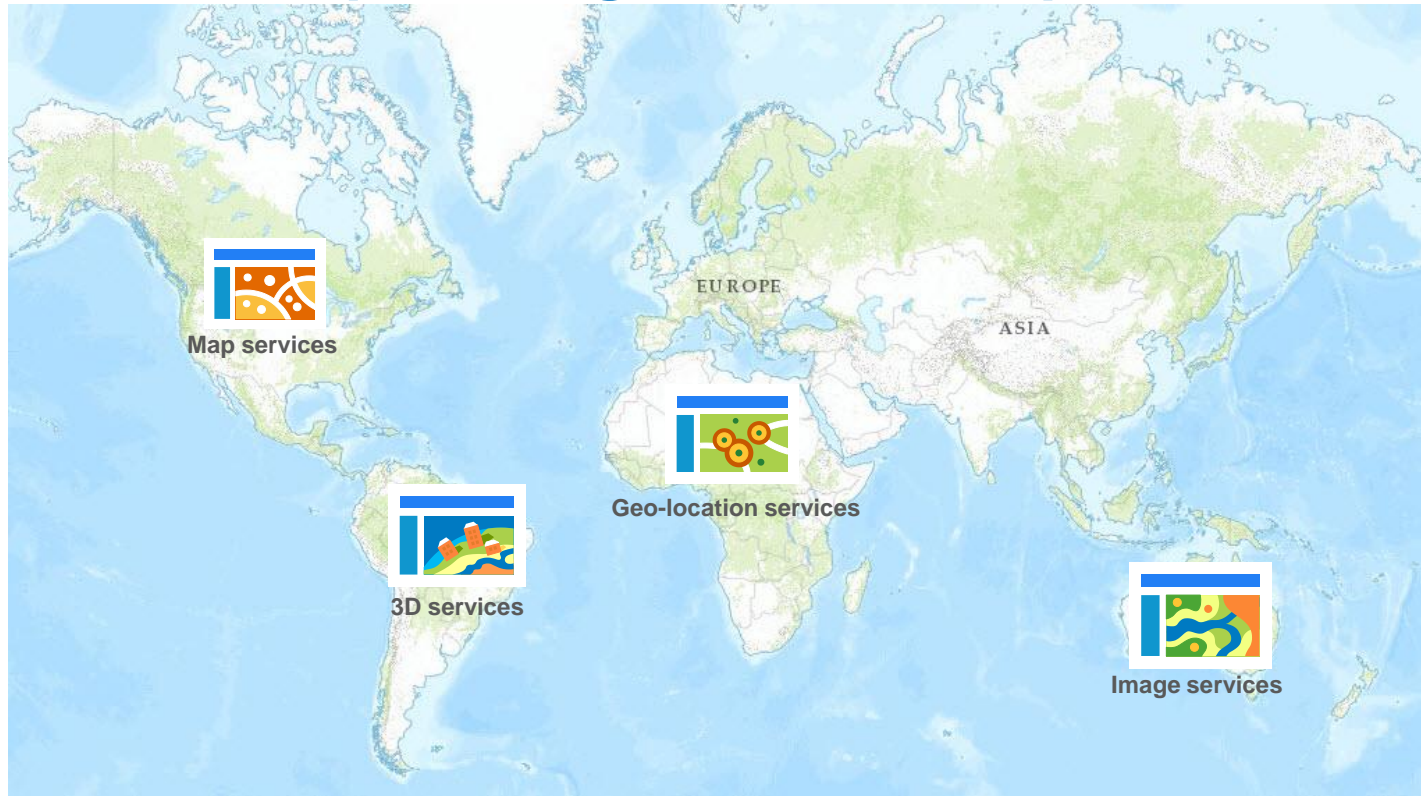 EUROPE
ASIA
Map services
Geo-location services
3D services
Image services